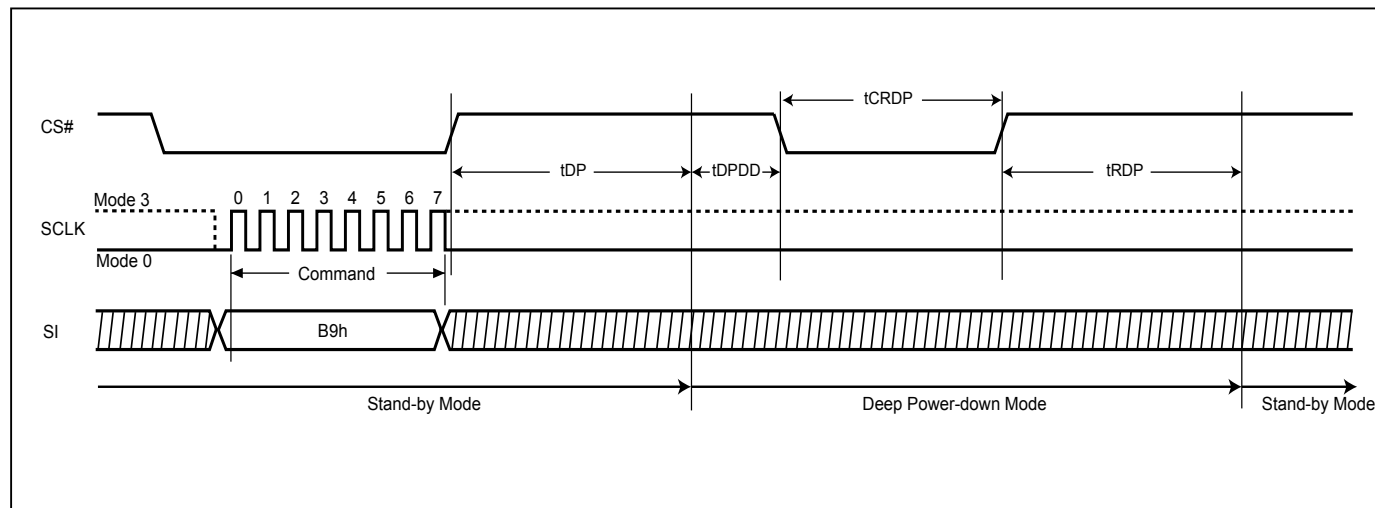 tCRDP
CS#
tDP
tDPDD
tRDP
Mode 3
0 1 2 3 4 5 6 7
SCLK
Mode 0
Command
SI
B9h
Stand-by Mode
Deep Power-down Mode
Stand-by Mode